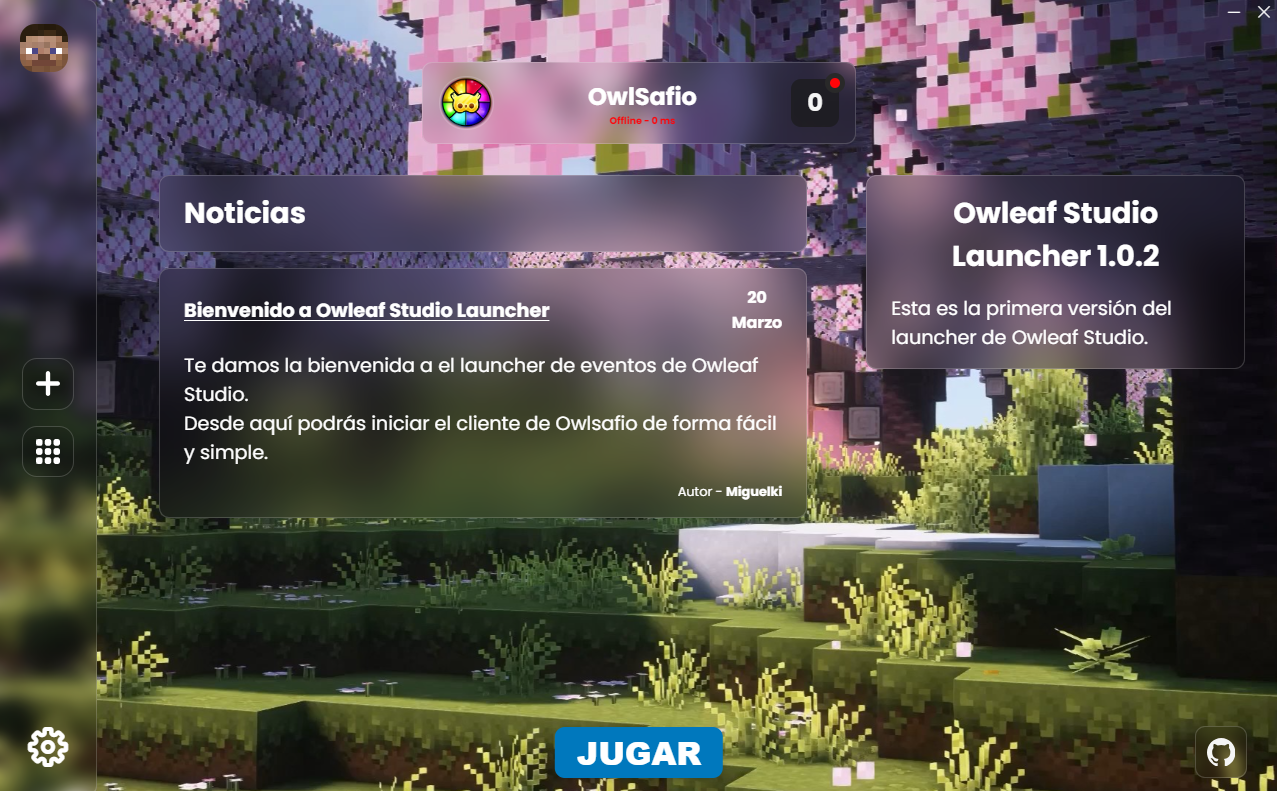 OwlSafio
Offline - 0 ms
0
Noticias
Bienvenido a Owleaf Studio Launcher
20
Marzo
Te damos la bienvenida a el launcher de eventos de Owleaf
Studio.
Desde aquí podrás iniciar el cliente de Owlsafio de forma fácil
y simple.
Autor - Miguelki
Owleaf Studio
Launcher 1.0.2
Esta es la primera versión del
launcher de Owleaf Studio.
JUGAR